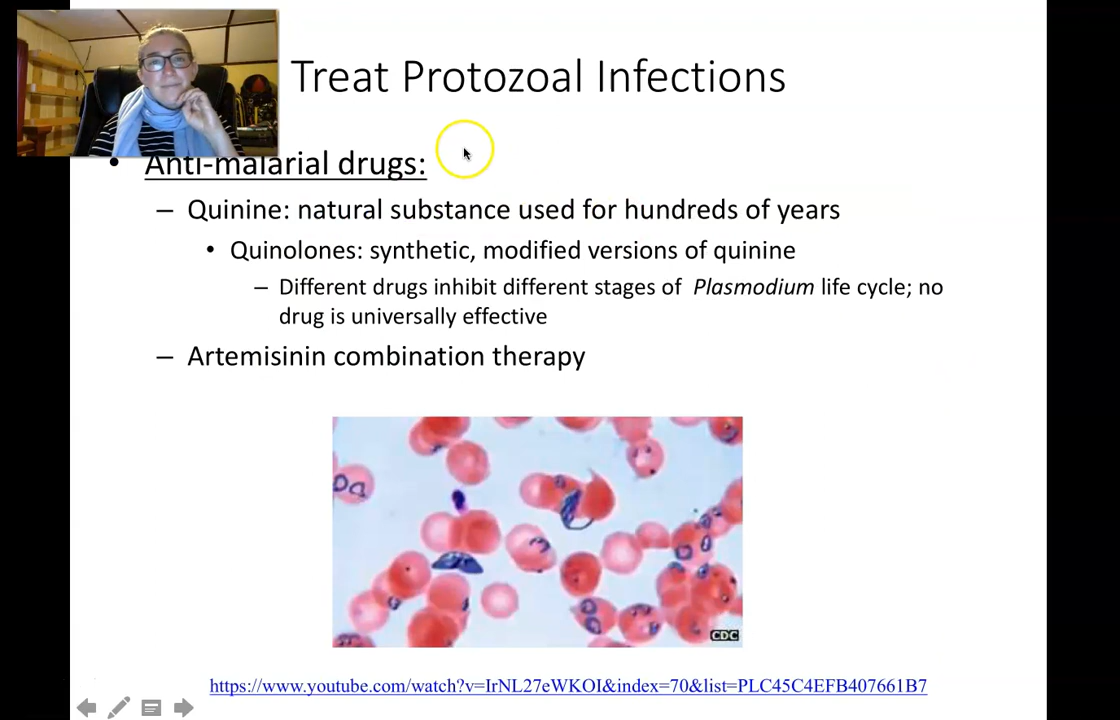 Treat Protozoal Infections
• Anti-malarial drugs:
– Quinine: natural substance used for hundreds of years
• Quinolones: synthetic, modified versions of quinine
– Different drugs inhibit different stages of Plasmodium life cycle; no
drug is universally effective
– Artemisinin combination therapy
CDC
https://www.youtube.com/watch?v=IrNL27eWKOI&index=70&list=PLC45C4EFB407661B7